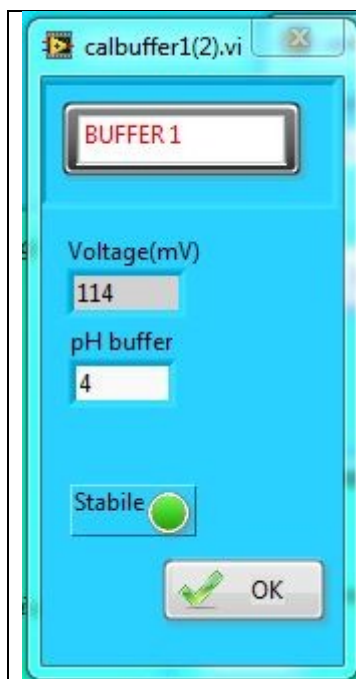 calbuffer1(2).vi
BUFFER 1
Voltage(mV)
114
pH buffer
4
Stabile
OK